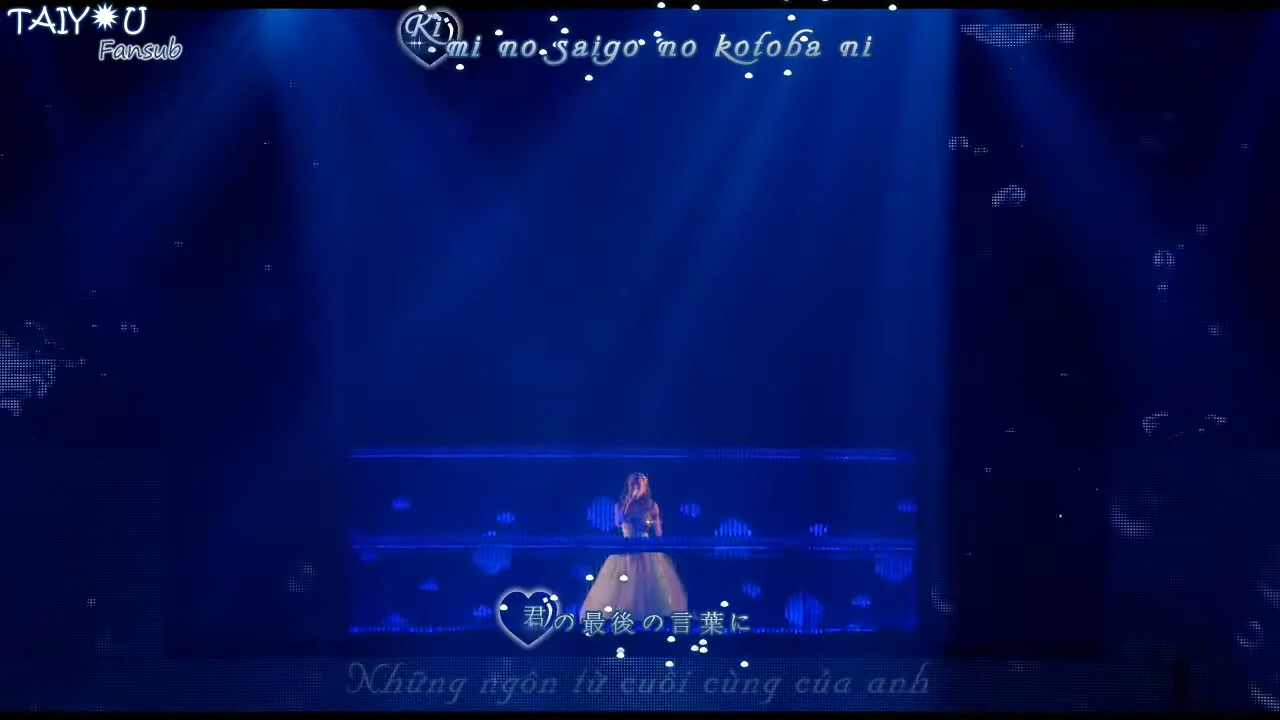 TAIYOU
Fansub
Kimi no saigo no kotoba ni
君の最後の言葉に
Những ngôn từ cuối cùng của anh